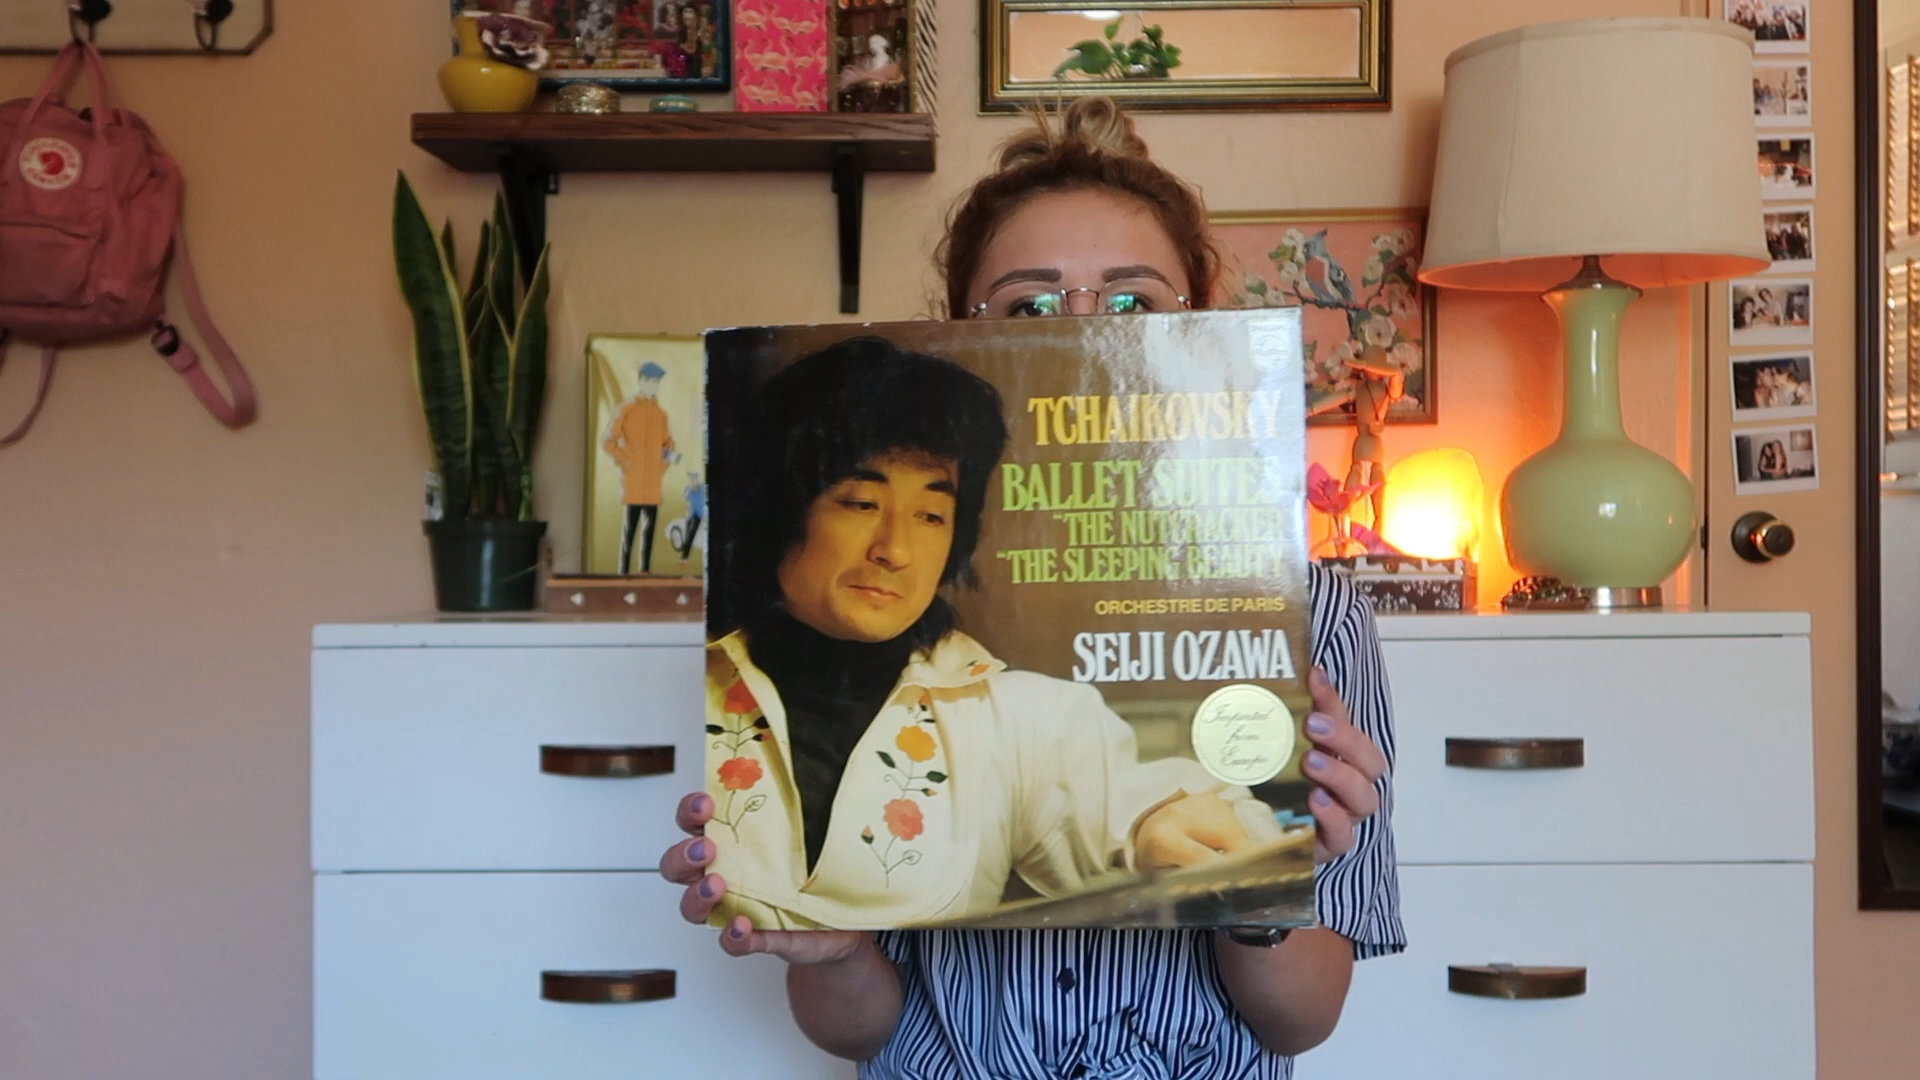 TCHAIKOVSKY
BALLET SUITES
"THE NUTCRACKER
"THE SLEEPING BEAUTY
ORCHESTRE DE PARIS
SEIJI OZAWA
Imported
from
Europe